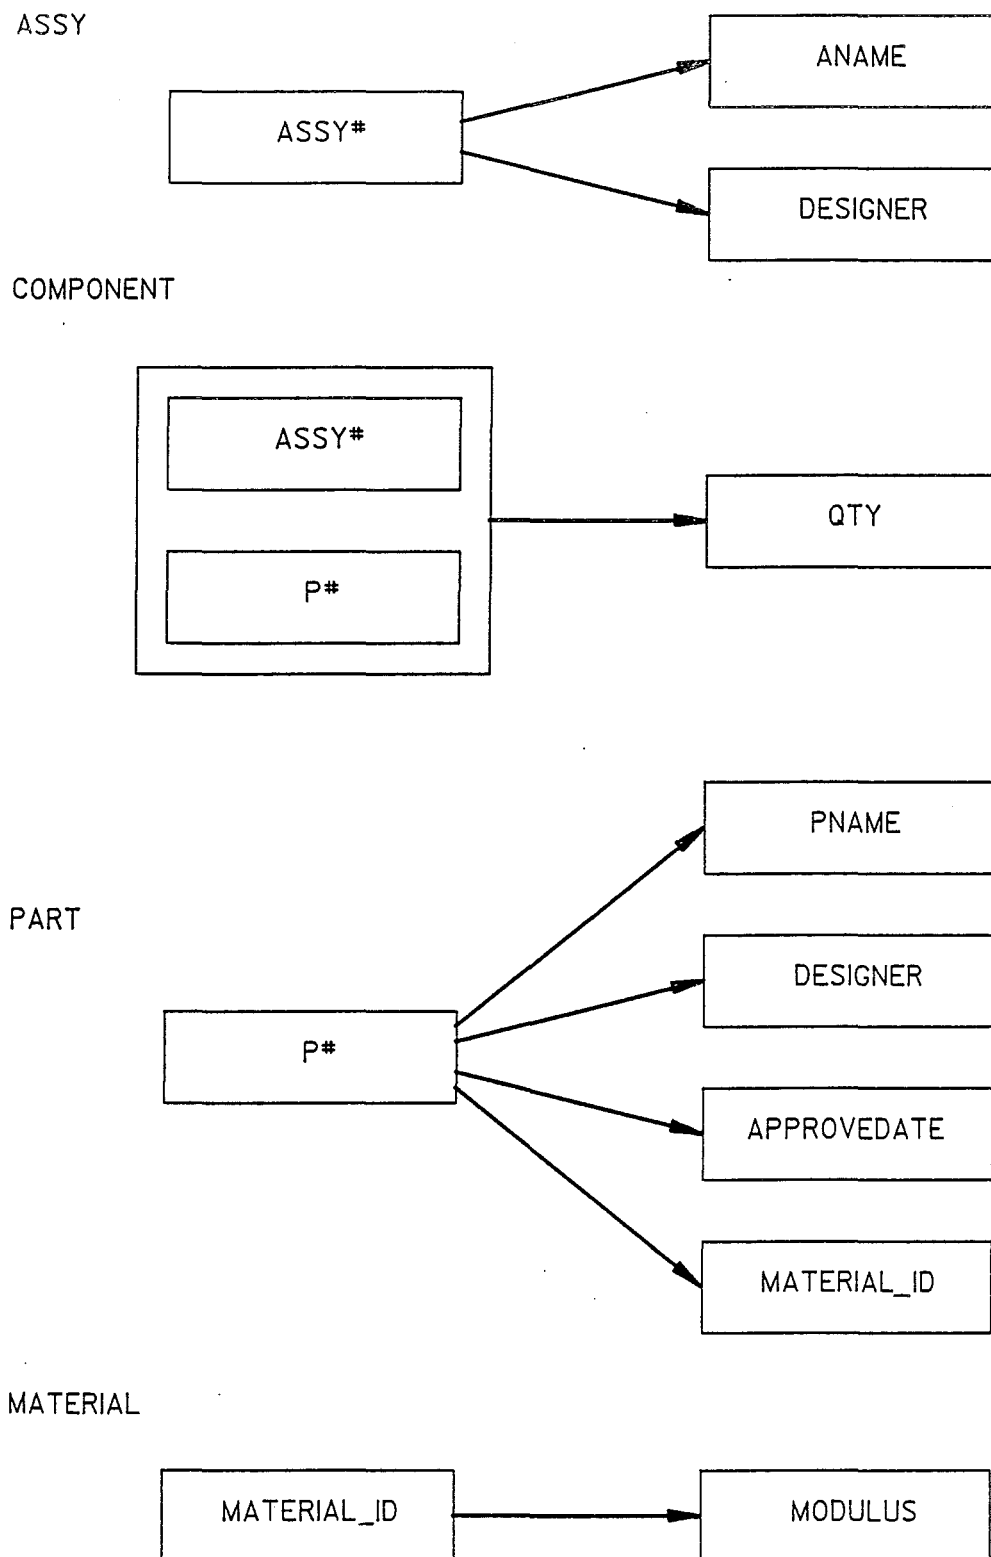 ASSY
ANAME
ASSY#
DESIGNER
COMPONENT
ASSY#
QTY
P#
PNAME
PART
DESIGNER
P#
APPROVEDATE
MATERIAL_ID
MATERIAL
MATERIAL_ID
MODULUS